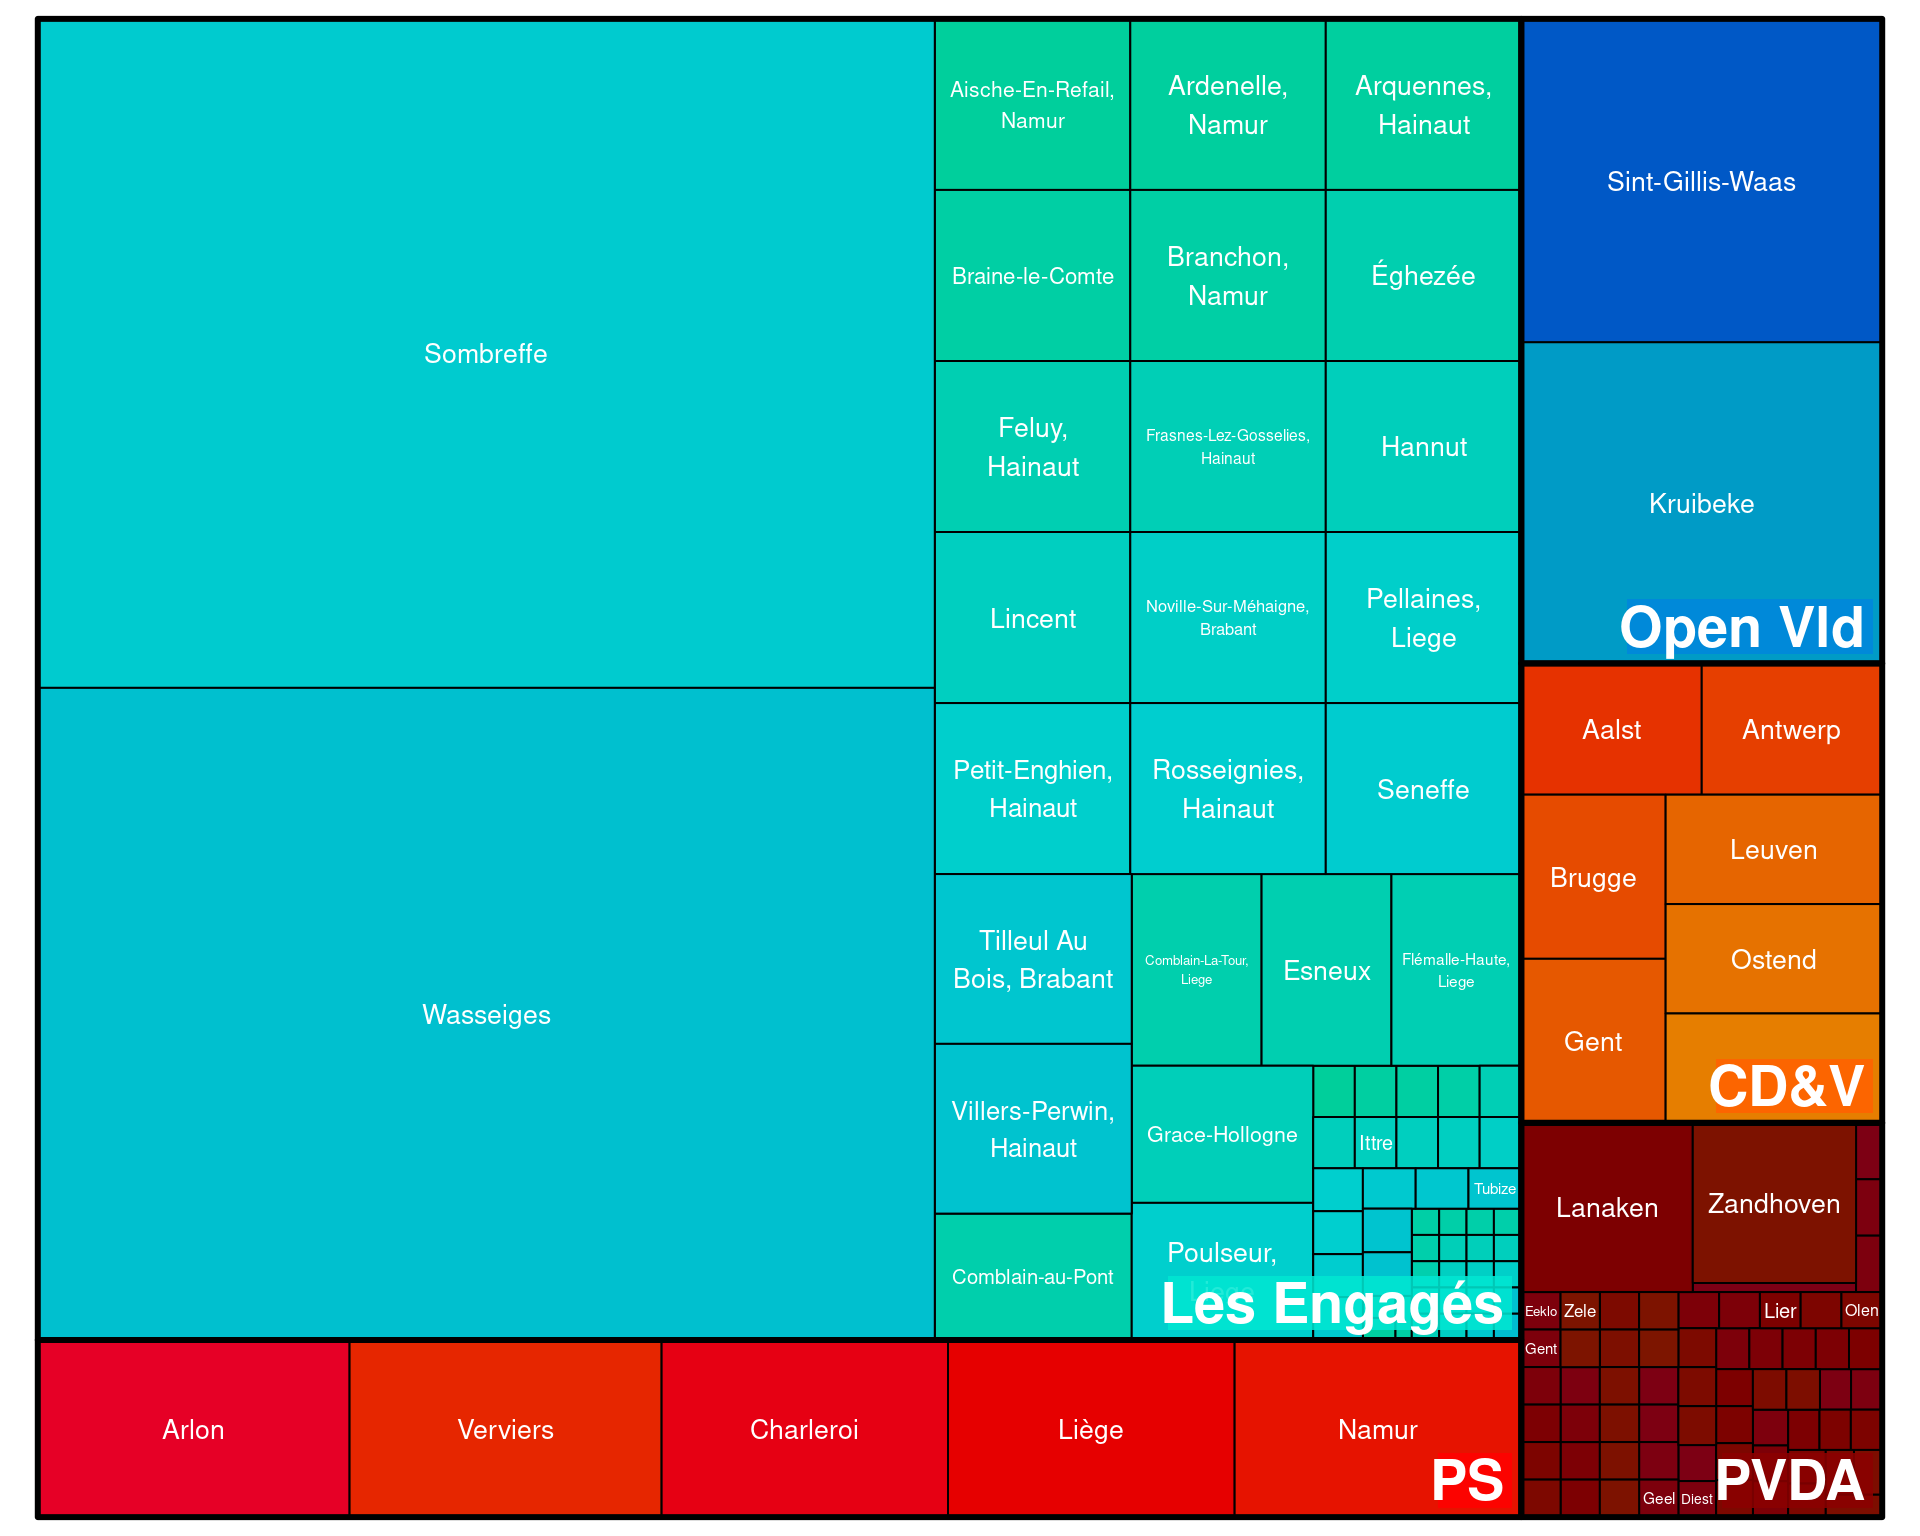 Sombreffe
Wasseiges
Aische-En-Refail,
Namur
Ardenelle,
Namur
Arquennes,
Hainaut
Braine-le-Comte
Branchon,
Namur
Éghezée
Feluy,
Hainaut
Frasnes-Lez-Gosselies,
Hainaut
Hannut
Lincent
Noville-Sur-Méhaigne,
Brabant
Pellaines,
Liege
Petit-Enghien,
Hainaut
Rosseignies,
Hainaut
Seneffe
Tilleul Au
Bois, Brabant
Villers-Perwin,
Hainaut
Comblain-au-Pont
Comblain-La-Tour,
Liege
Esneux
Flémalle-Haute,
Liege
Grace-Hollogne
Poulseur,
Liege
Ittre
Tubize
Les Engagés
Arlon
Verviers
Charleroi
Liège
Namur
PS
Sint-Gillis-Waas
Kruibeke
Open Vld
Aalst
Antwerp
Brugge
Leuven
Ostend
Gent
CD&V
Lanaken
Zandhoven
Eeklo
Zele
Lier
Olen
Gent
Geel
Diest
PVDA